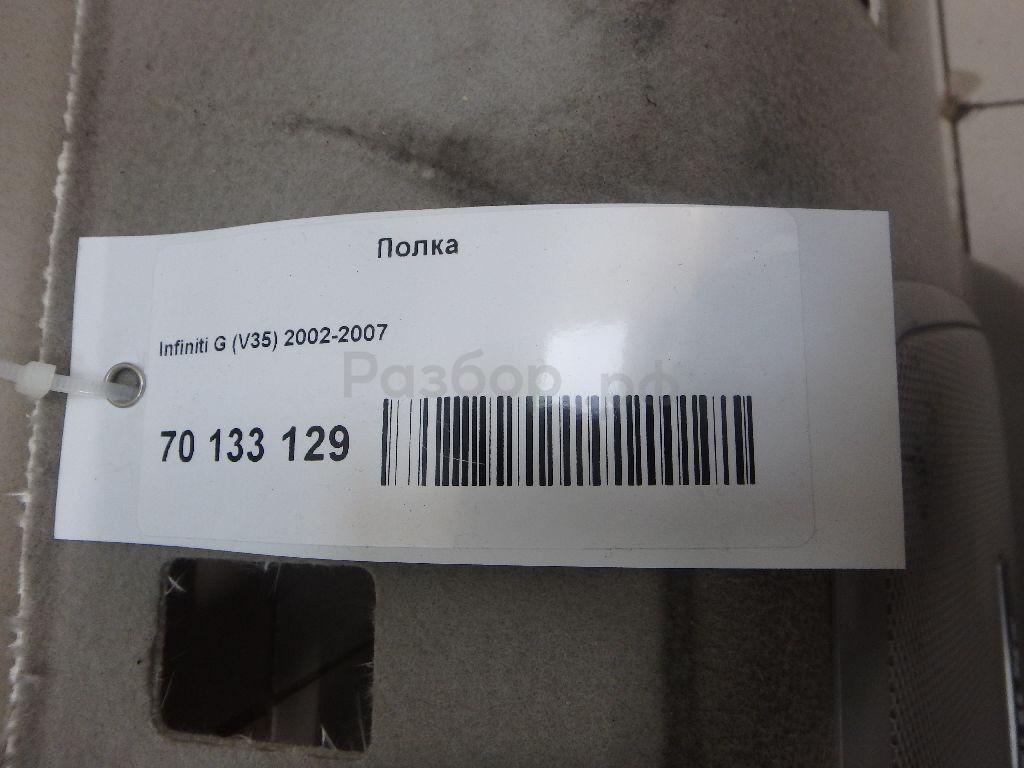 Полка
Infiniti G (V35) 2002-2007
Разбор.рф
70 133 129